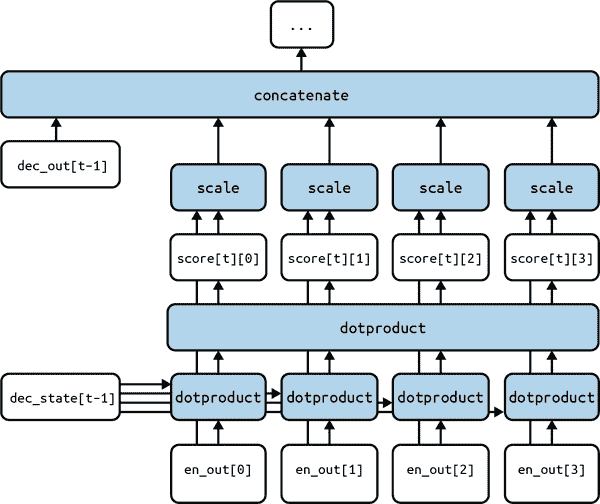 ...
concatenate
dec_out[t-1]
scale
scale
scale
scale
score[t][0]
score[t][1]
score[t][2]
score[t][3]
dotproduct
dec_state[t-1]
dotproduct
dotproduct
dotproduct
dotproduct
en_out[0]
en_out[1]
en_out[2]
en_out[3]